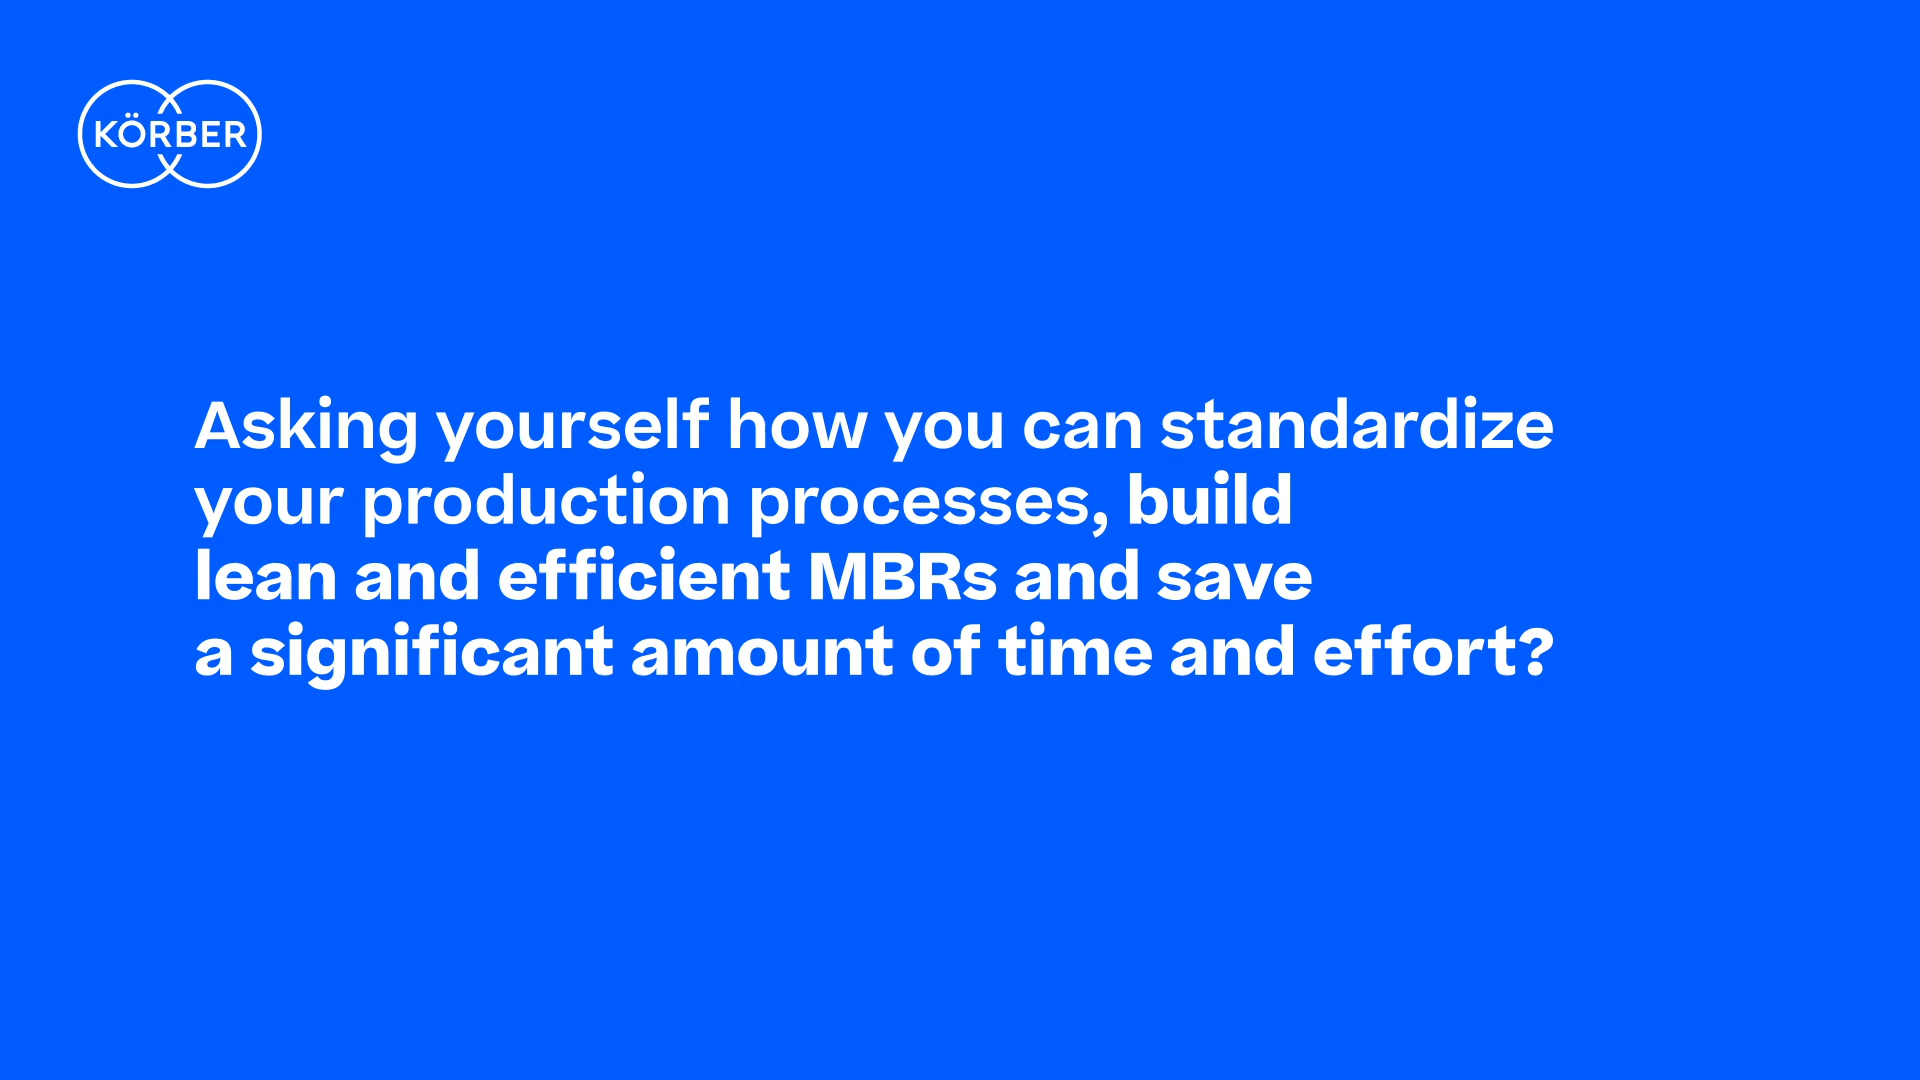 KÖRBER
Asking yourself how you can standardize
your production processes, build
lean and efficient MBRs and save
a significant amount of time and effort?